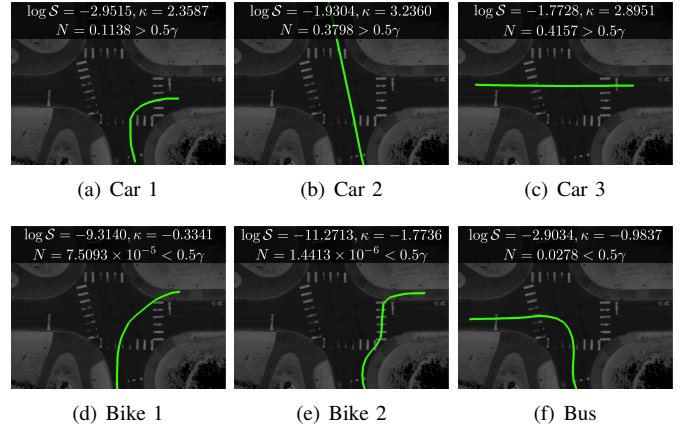 log S = −2.9515, κ = 2.3587
N = 0.1138 > 0.5γ
log S = −1.9304, κ = 3.2360
N = 0.3798 > 0.5γ
log S = −1.7728, κ = 2.8951
N = 0.4157 > 0.5γ
(a) Car 1
(b) Car 2
(c) Car 3
log S = −9.3140, κ = −0.3341
N = 7.5093 × 10⁻⁵ < 0.5γ
log S = −11.2713, κ = −1.7736
N = 1.4413 × 10⁻⁶ < 0.5γ
log S = −2.9034, κ = −0.9837
N = 0.0278 < 0.5γ
(d) Bike 1
(e) Bike 2
(f) Bus